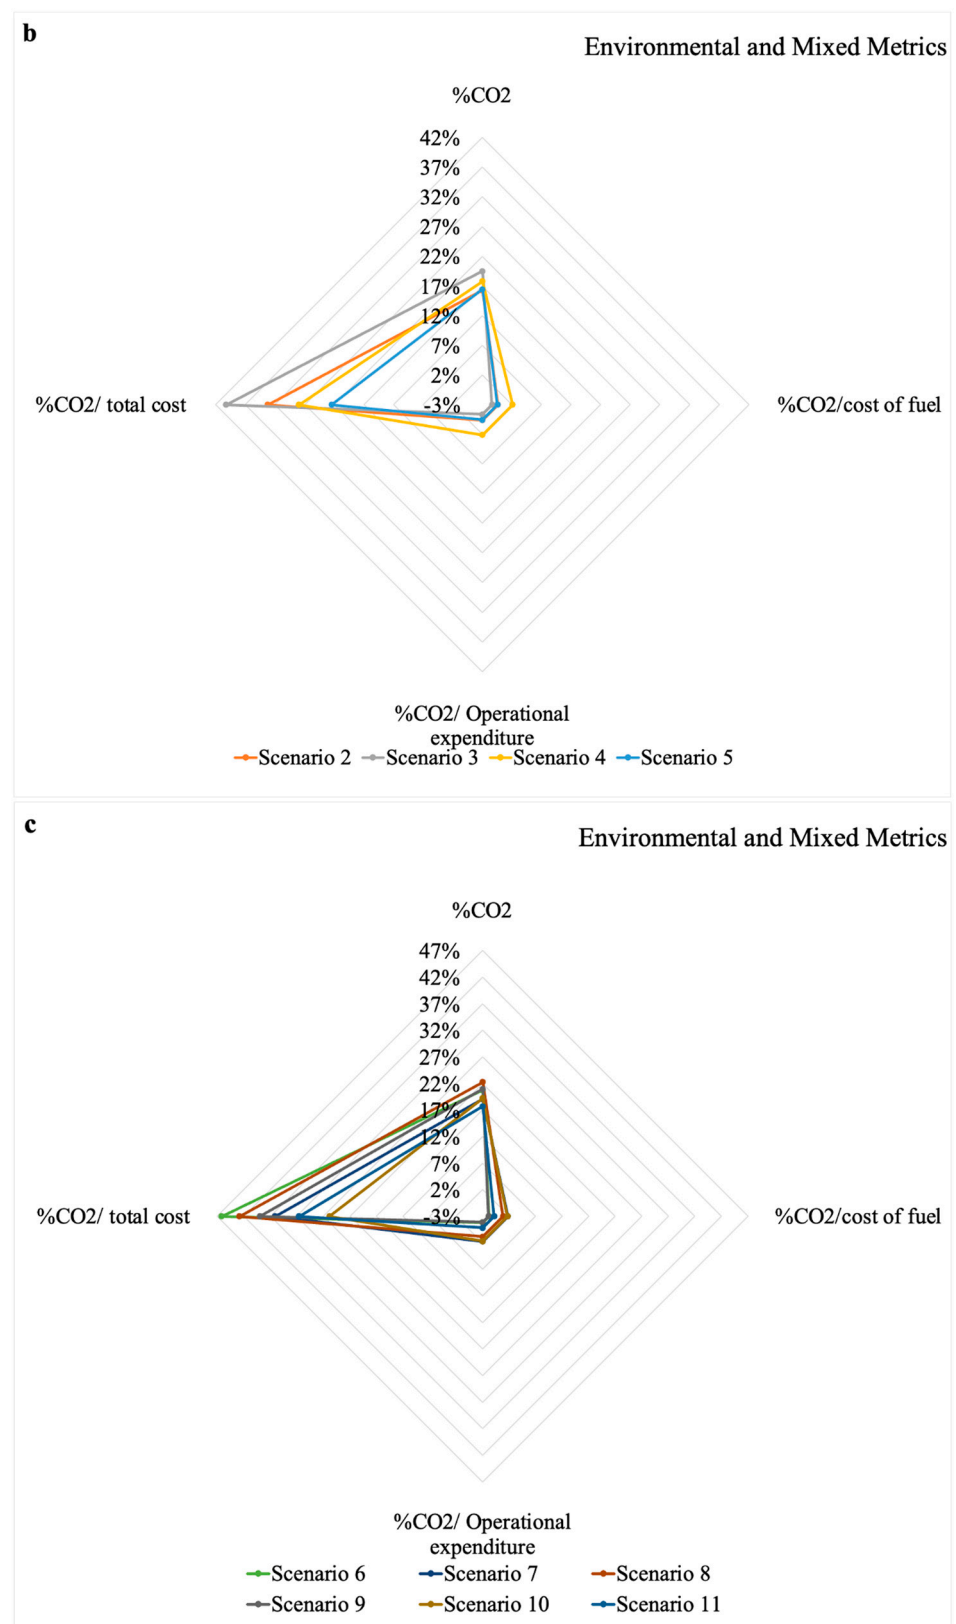 b
Environmental and Mixed Metrics
%CO2
42%
37%
32%
27%
22%
17%
12%
7%
2%
%CO2/ total cost
-3%
%CO2/cost of fuel
%CO2/ Operational
expenditure
Scenario 2 Scenario 3 Scenario 4 Scenario 5
c
Environmental and Mixed Metrics
%CO2
47%
42%
37%
32%
27%
22%
17%
12%
7%
2%
%CO2/ total cost
-3%
%CO2/cost of fuel
%CO2/ Operational
expenditure
Scenario 6 Scenario 7 Scenario 8
Scenario 9 Scenario 10 Scenario 11